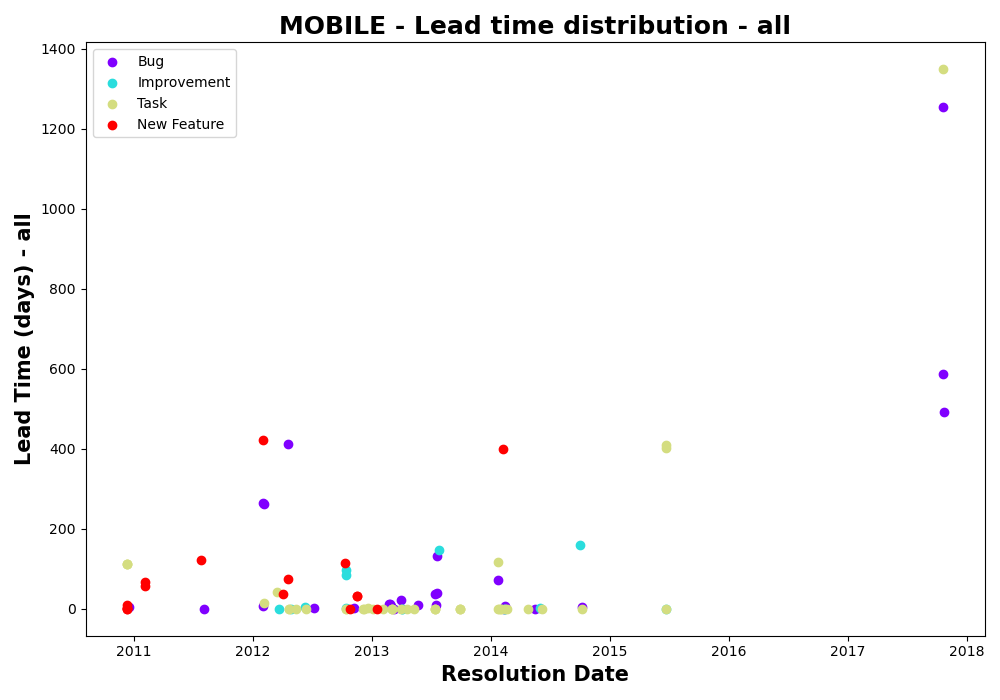 MOBILE - Lead time distribution - all
Bug
Improvement
Task
New Feature
Lead Time (days) - all
1400
1200
1000
800
600
400
200
0
2011 2012 2013 2014 2015 2016 2017 2018
Resolution Date